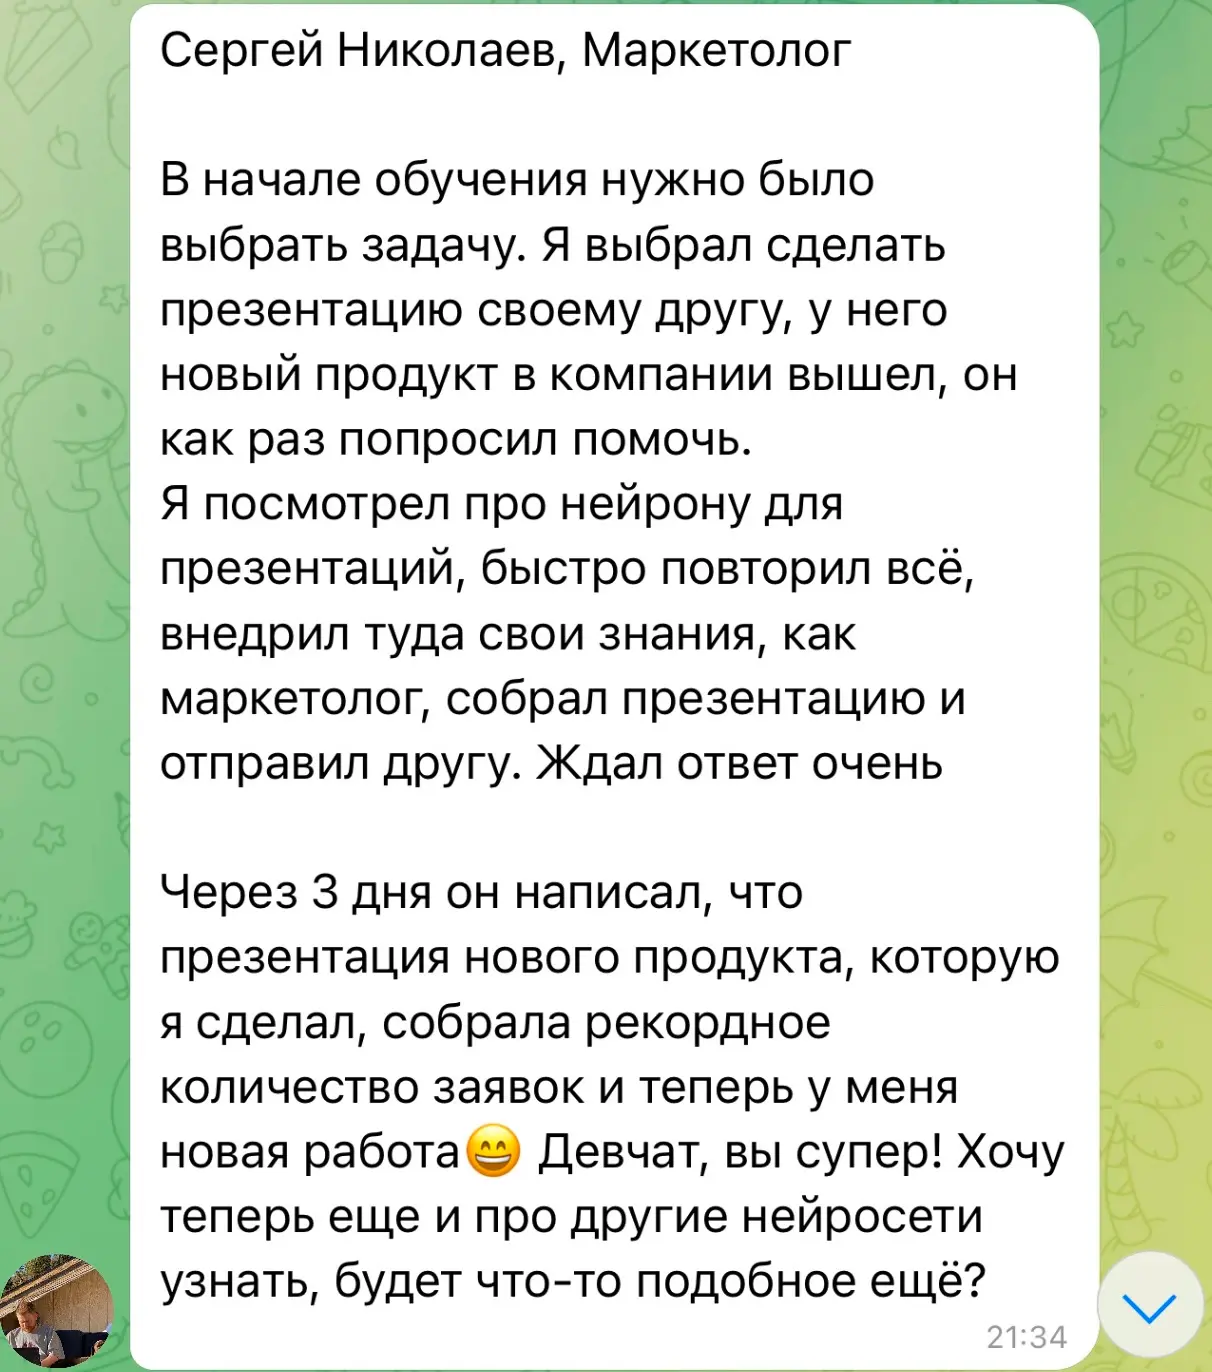 Сергей Николаев, Маркетолог
В начале обучения нужно было
выбрать задачу. Я выбрал сделать
презентацию своему другу, у него
новый продукт в компании вышел, он
как раз попросил помочь.
Я посмотрел про нейрону для
презентаций, быстро повторил всё,
внедрил туда свои знания, как
маркетолог, собрал презентацию и
отправил другу. Ждал ответ очень
Через 3 дня он написал, что
презентация нового продукта, которую
я сделал, собрала рекордное
количество заявок и теперь у меня
новая работа😄 Девчат, вы супер! Хочу
теперь еще и про другие нейросети
узнать, будет что-то подобное ещё?
21:34